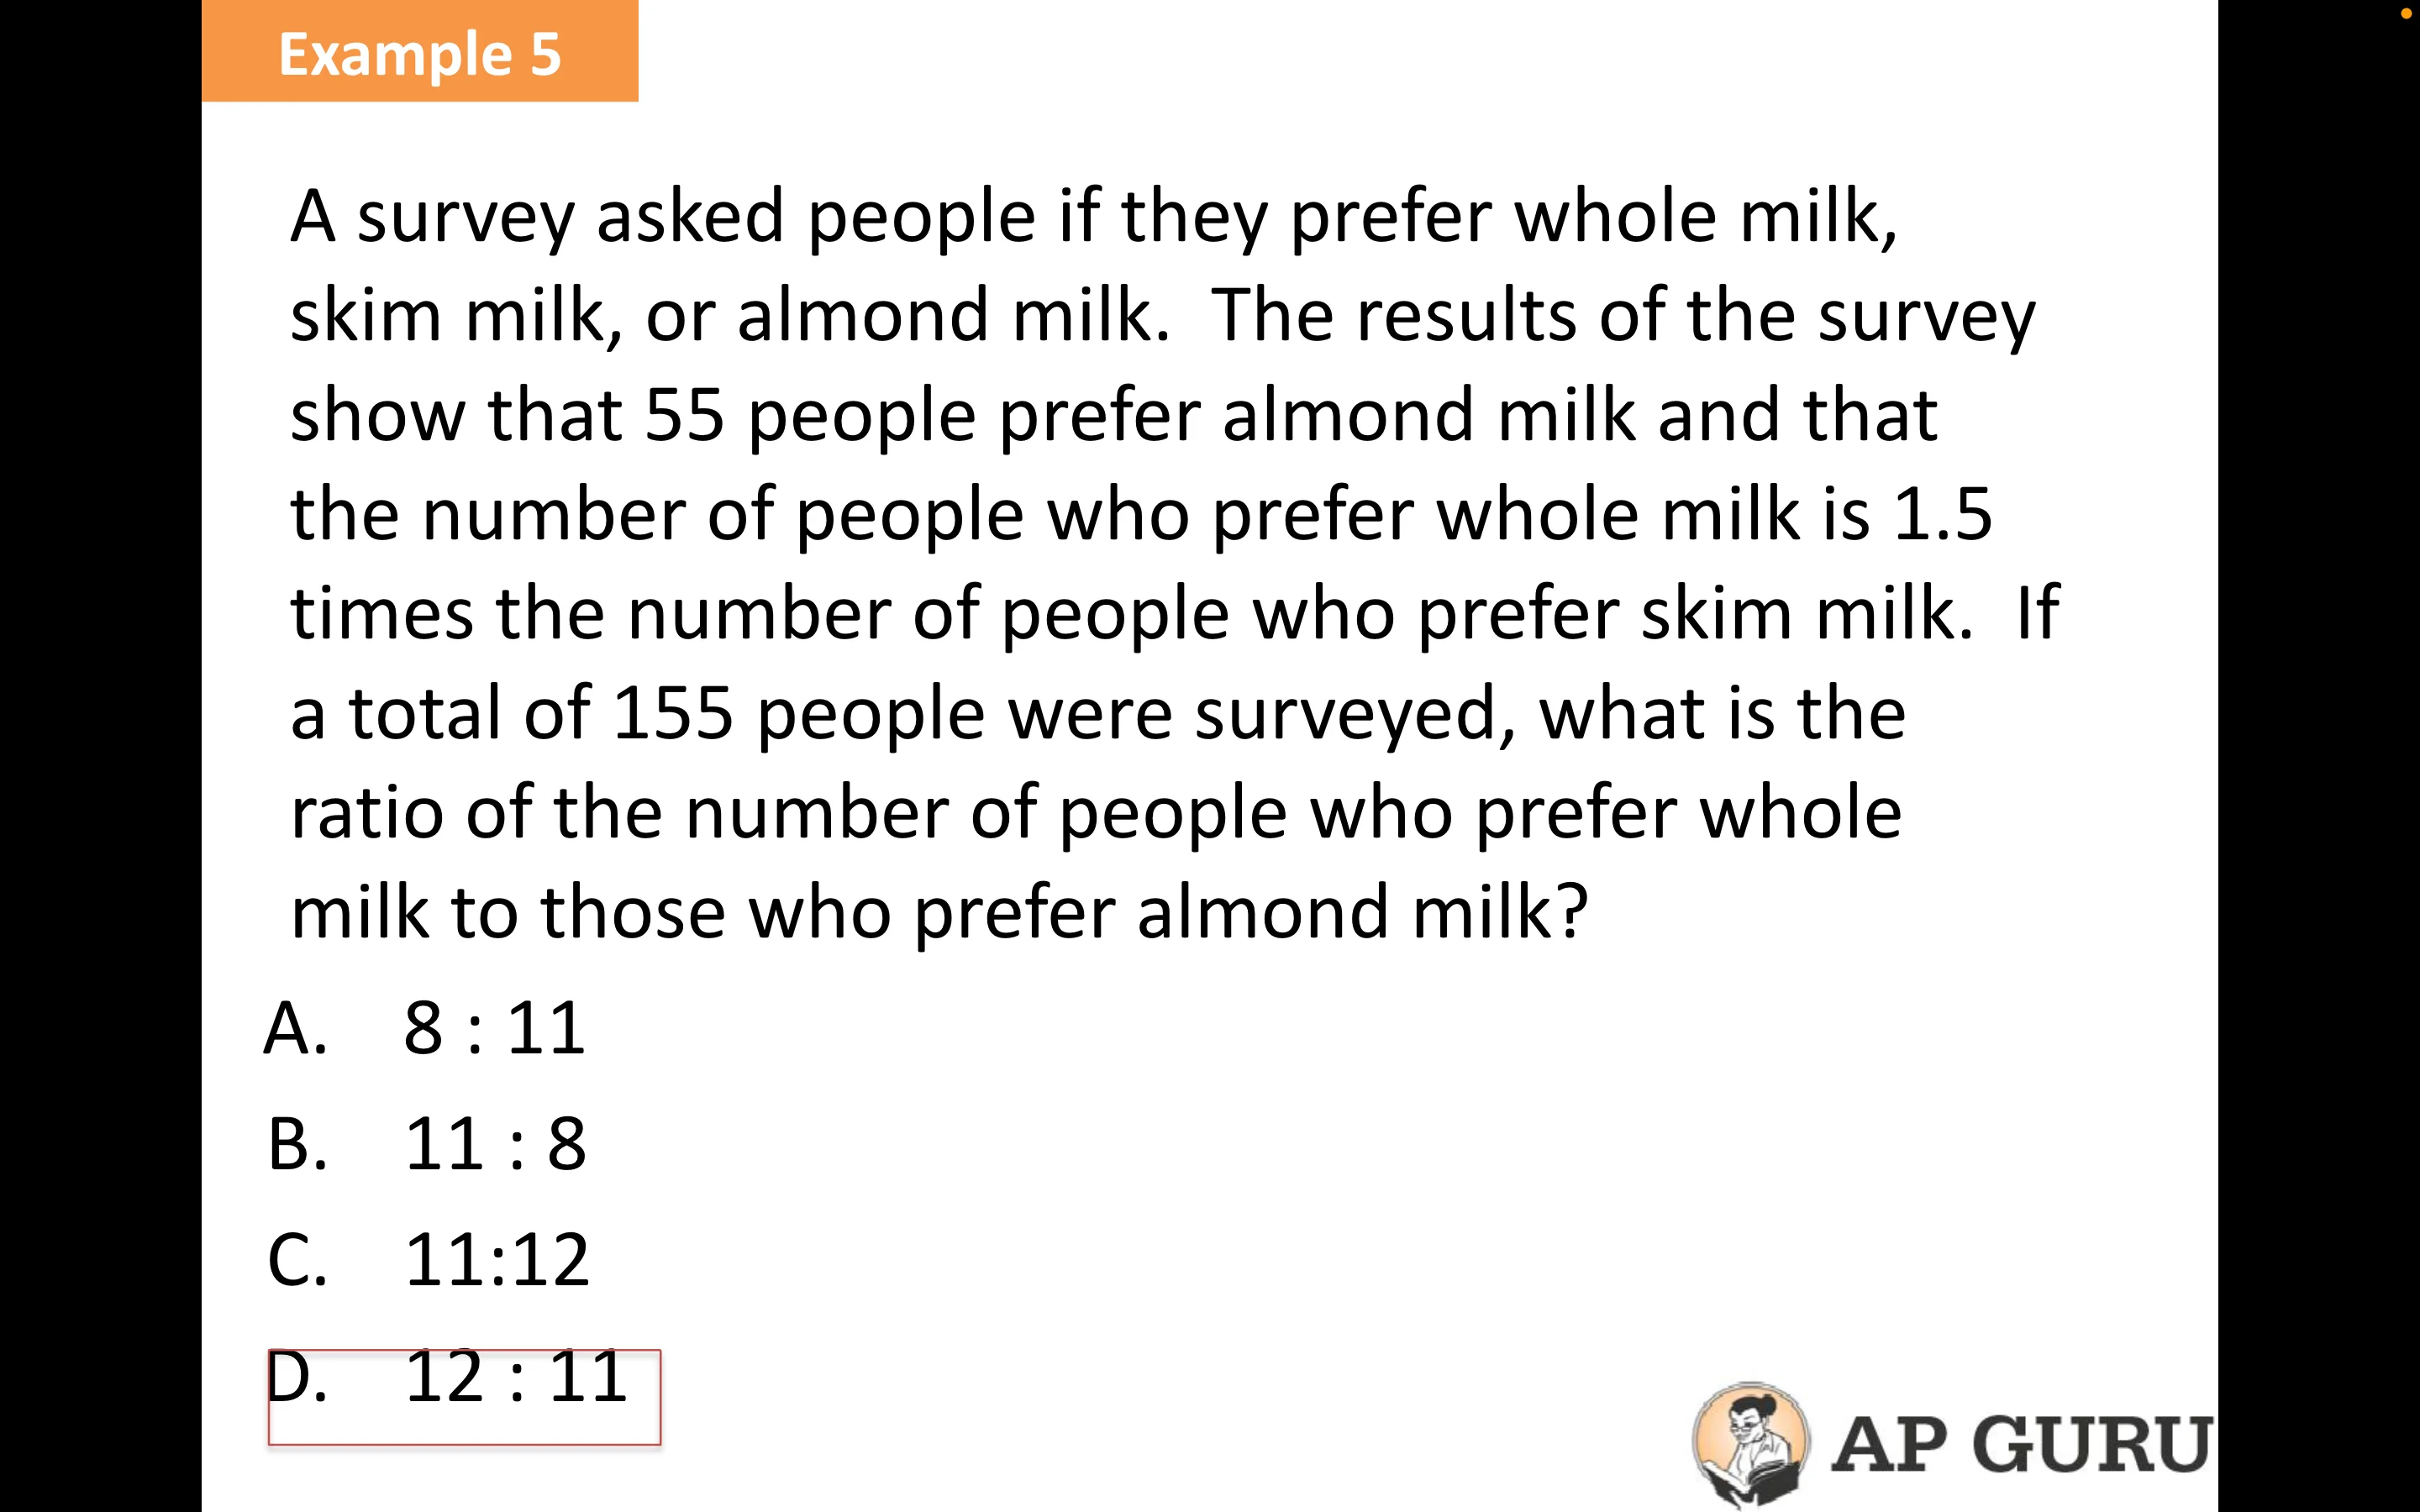 Example 5
A survey asked people if they prefer whole milk,
skim milk, or almond milk.  The results of the survey
show that 55 people prefer almond milk and that
the number of people who prefer whole milk is 1.5
times the number of people who prefer skim milk.  If
a total of 155 people were surveyed, what is the
ratio of the number of people who prefer whole
milk to those who prefer almond milk?
A. 8 : 11
B. 11 : 8
C. 11:12
D. 12 : 11
AP GURU